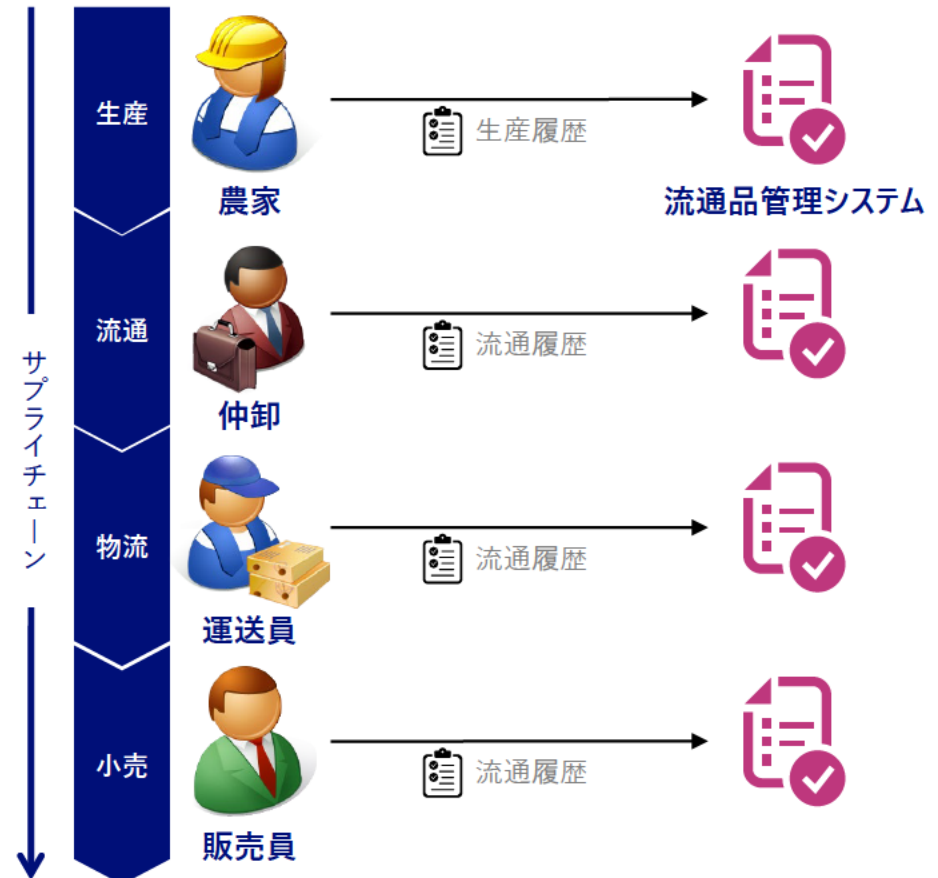 サプライチェーン
生産
農家
生産履歴
流通品管理システム
流通
仲卸
流通履歴
物流
運送員
流通履歴
小売
販売員
流通履歴